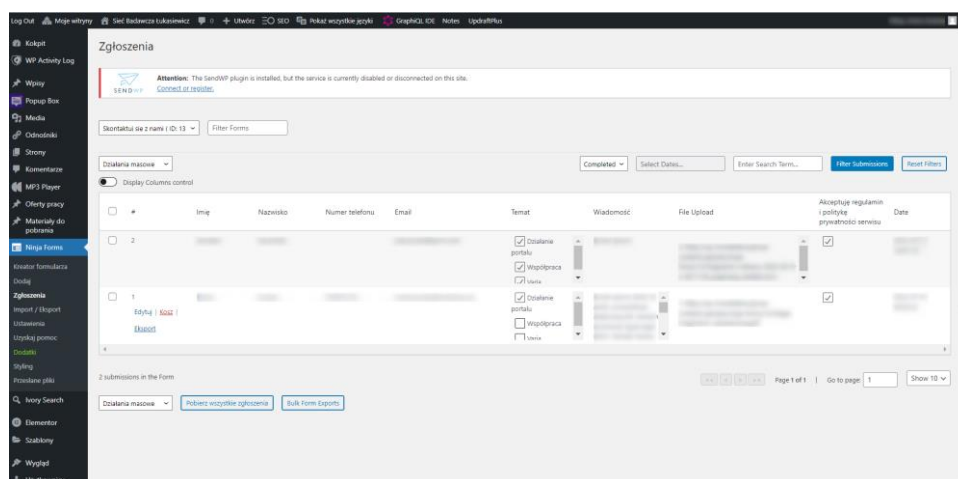 Log Out Moje witryny Sieć Badawcza Łukasiewicz 0 + Utwórz SEO Pokaż wszystkie języki GraphiQL IDE Notes UpdraftPlus
Kokpit
WP Activity Log
Wpisy
Popup Box
Media
Odnośniki
Strony
Komentarze
MP3 Player
Oferty pracy
Materiały do
pobrania
Ninja Forms
Kreator formularza
Dodaj
Zgłoszenia
Import / Eksport
Ustawienia
Uzyskaj pomoc
Dodatki
Styling
Przesłane pliki
Ivory Search
Elementor
Szablony
Wygląd
Zgłoszenia
SENDWP
Attention: The SendWP plugin is installed, but the service is currently disabled or disconnected on this site.
Connect or register.
Skontaktuj się z nami ( ID: 13 Filter Forms
Działania masowe Completed Select Dates... Enter Search Term... Filter Submissions Reset Filters
Display Columns control
# Imię Nazwisko Numer telefonu Email Temat Wiadomość File Upload Akceptuję regulamin i politykę prywatności serwisu Date
2 Działanie portalu
Współpraca
Varia
1 Działanie portalu
Edytuj | Kosz |
Eksport
Współpraca
Varia
2 submissions in the Form
<< < > >> Page 1 of 1 | Go to page: 1 Show 10
Działania masowe Pobierz wszystkie zgłoszenia Bulk Form Exports